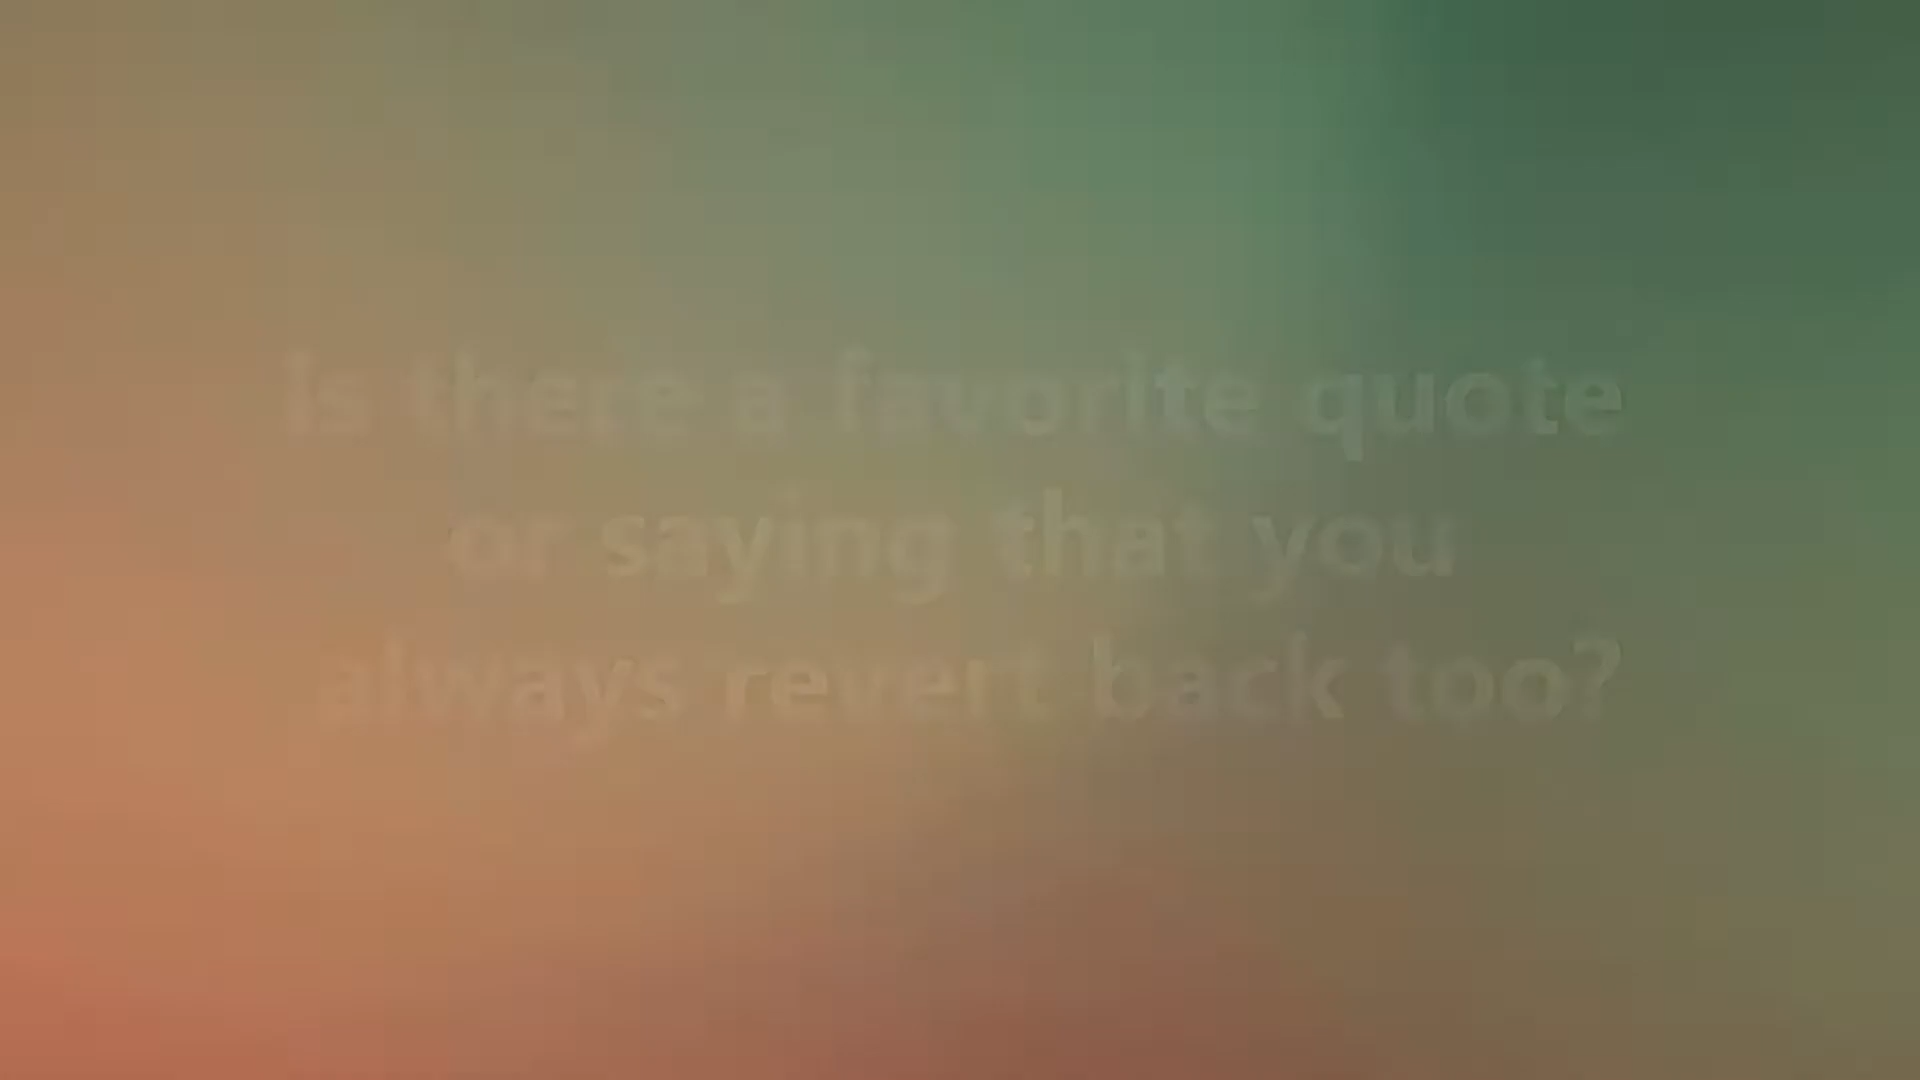 Is there a favorite quote
or saying that you
always revert back too?